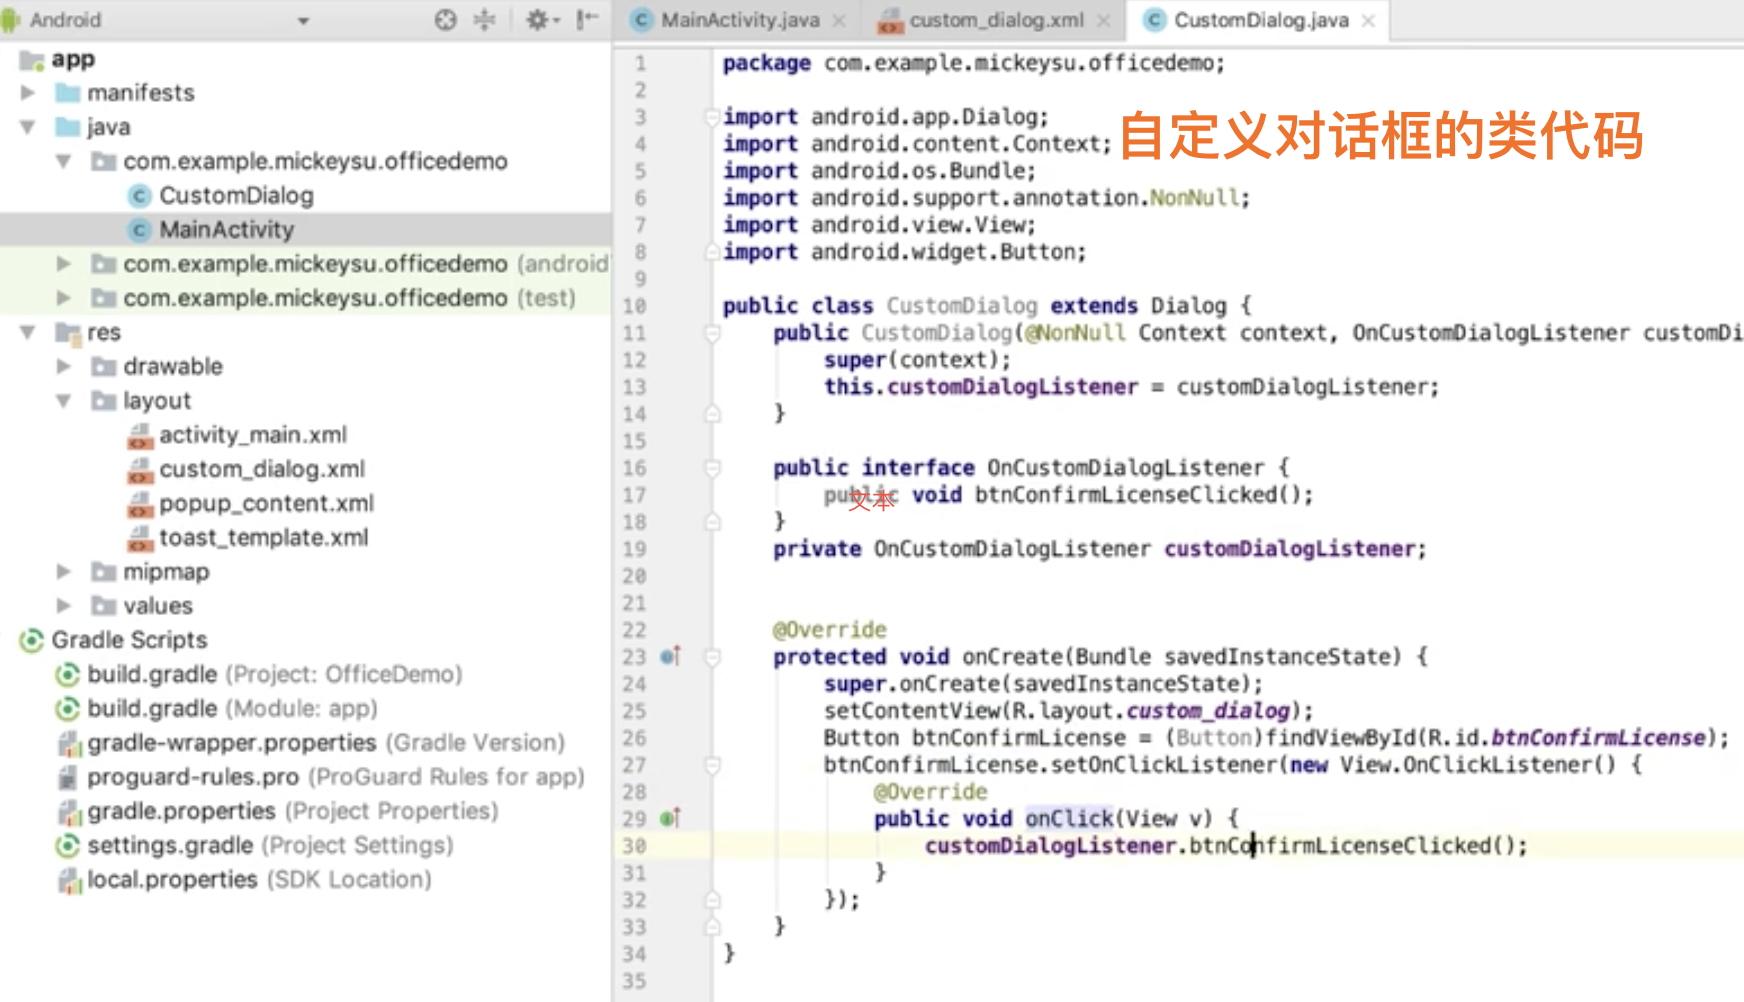 Android
app
manifests
java
com.example.mickeysu.officedemo
CustomDialog
MainActivity
com.example.mickeysu.officedemo (android
com.example.mickeysu.officedemo (test)
res
drawable
layout
activity_main.xml
custom_dialog.xml
popup_content.xml
toast_template.xml
mipmap
values
Gradle Scripts
build.gradle (Project: OfficeDemo)
build.gradle (Module: app)
gradle-wrapper.properties (Gradle Version)
proguard-rules.pro (ProGuard Rules for app)
gradle.properties (Project Properties)
settings.gradle (Project Settings)
local.properties (SDK Location)
MainActivity.java custom_dialog.xml CustomDialog.java
1 package com.example.mickeysu.officedemo;
2
3 import android.app.Dialog;
自定义对话框的类代码
4 import android.content.Context;
5 import android.os.Bundle;
6 import android.support.annotation.NonNull;
7 import android.view.View;
8 import android.widget.Button;
9
10 public class CustomDialog extends Dialog {
11 public CustomDialog(@NonNull Context context, OnCustomDialogListener customDi
12 super(context);
13 this.customDialogListener = customDialogListener;
14 }
15
16 public interface OnCustomDialogListener {
17 public void btnConfirmLicenseClicked();
文本
18 }
19 private OnCustomDialogListener customDialogListener;
20
21
22 @Override
23 protected void onCreate(Bundle savedInstanceState) {
24 super.onCreate(savedInstanceState);
25 setContentView(R.layout.custom_dialog);
26 Button btnConfirmLicense = (Button)findViewById(R.id.btnConfirmLicense);
27 btnConfirmLicense.setOnClickListener(new View.OnClickListener() {
28 @Override
29 public void onClick(View v) {
30 customDialogListener.btnConfirmLicenseClicked();
31 }
32 });
33 }
34 }
35